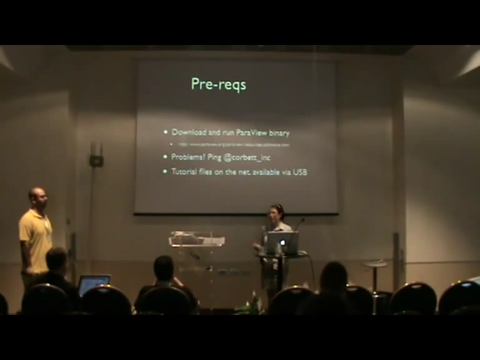 Pre-reqs
• Download and run ParaView binary
• Problems? Ping @corbett_inc
• Tutorial files on the net, available via USB